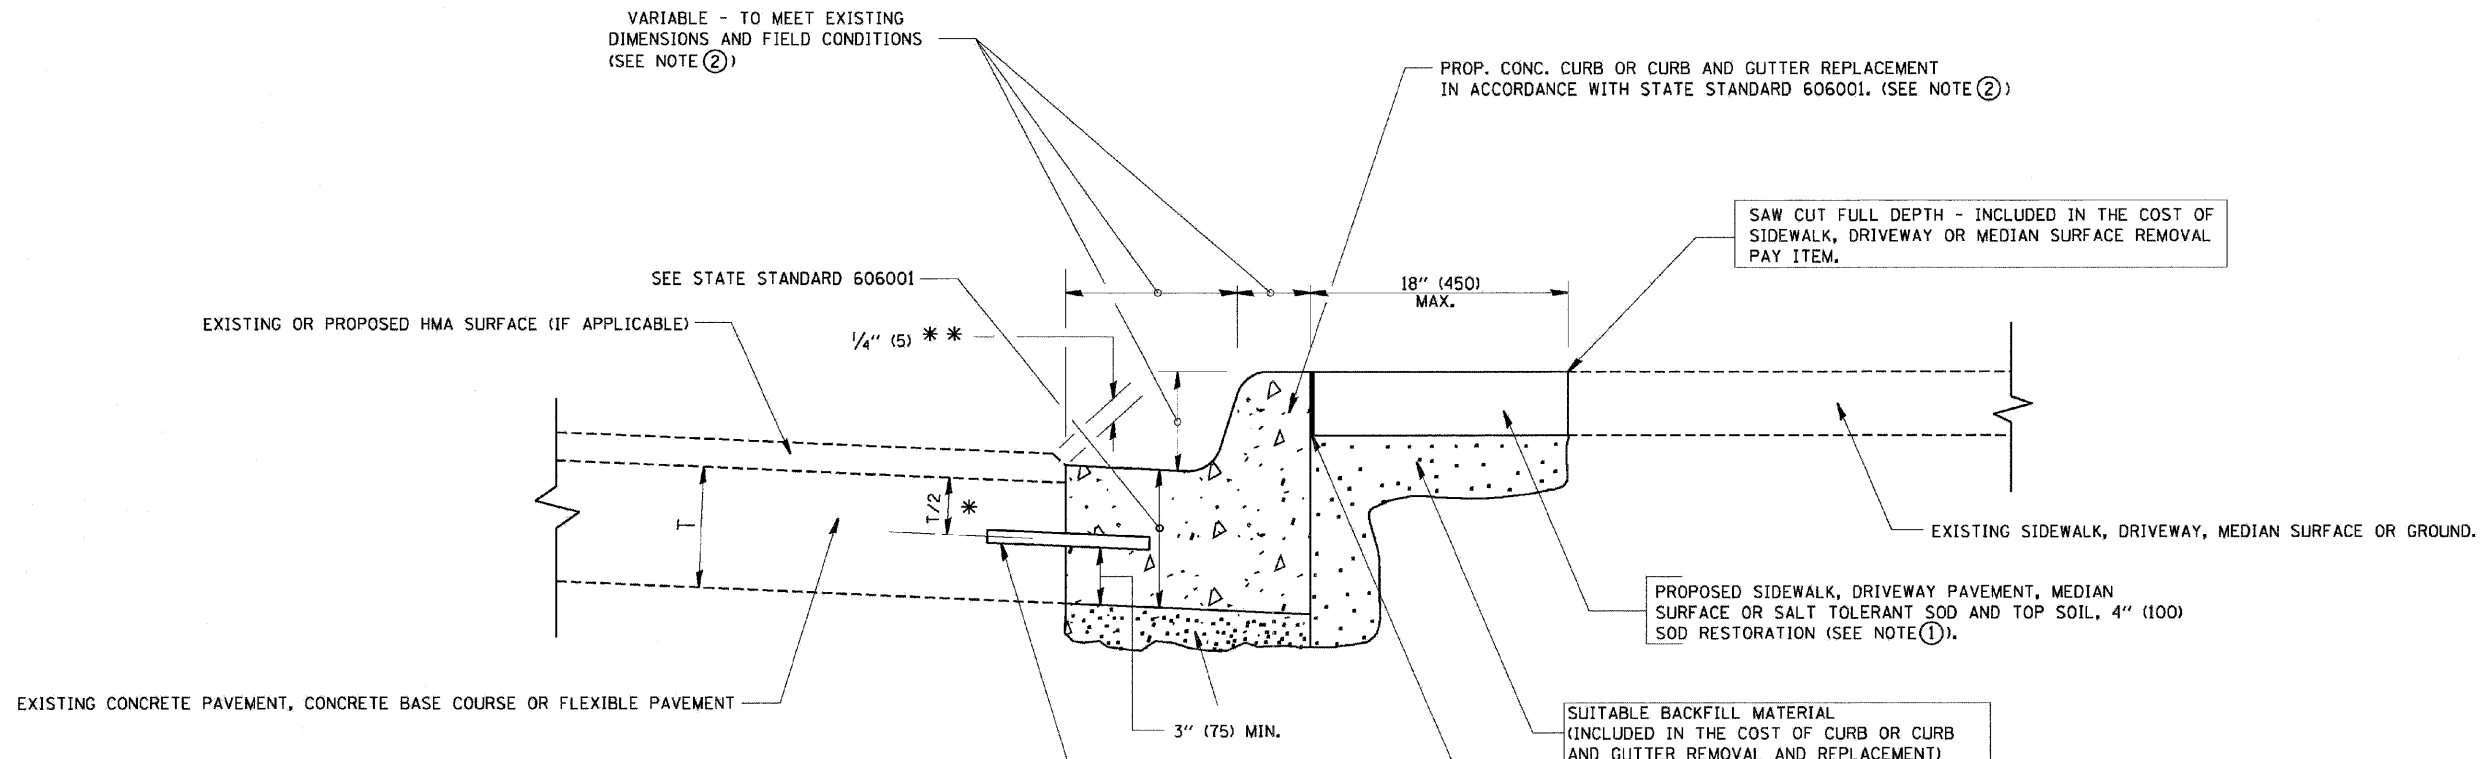 VARIABLE - TO MEET EXISTING
DIMENSIONS AND FIELD CONDITIONS
(SEE NOTE ②)
PROP. CONC. CURB OR CURB AND GUTTER REPLACEMENT
IN ACCORDANCE WITH STATE STANDARD 606001. (SEE NOTE ②)
SAW CUT FULL DEPTH - INCLUDED IN THE COST OF
SIDEWALK, DRIVEWAY OR MEDIAN SURFACE REMOVAL
PAY ITEM.
SEE STATE STANDARD 606001
18" (450)
MAX.
EXISTING OR PROPOSED HMA SURFACE (IF APPLICABLE)
1/4" (5) * *
T
T/2 *
EXISTING SIDEWALK, DRIVEWAY, MEDIAN SURFACE OR GROUND.
PROPOSED SIDEWALK, DRIVEWAY PAVEMENT, MEDIAN
SURFACE OR SALT TOLERANT SOD AND TOP SOIL, 4" (100)
SOD RESTORATION (SEE NOTE ①).
EXISTING CONCRETE PAVEMENT, CONCRETE BASE COURSE OR FLEXIBLE PAVEMENT
3" (75) MIN.
SUITABLE BACKFILL MATERIAL
(INCLUDED IN THE COST OF CURB OR CURB
AND GUTTER REMOVAL AND REPLACEMENT)